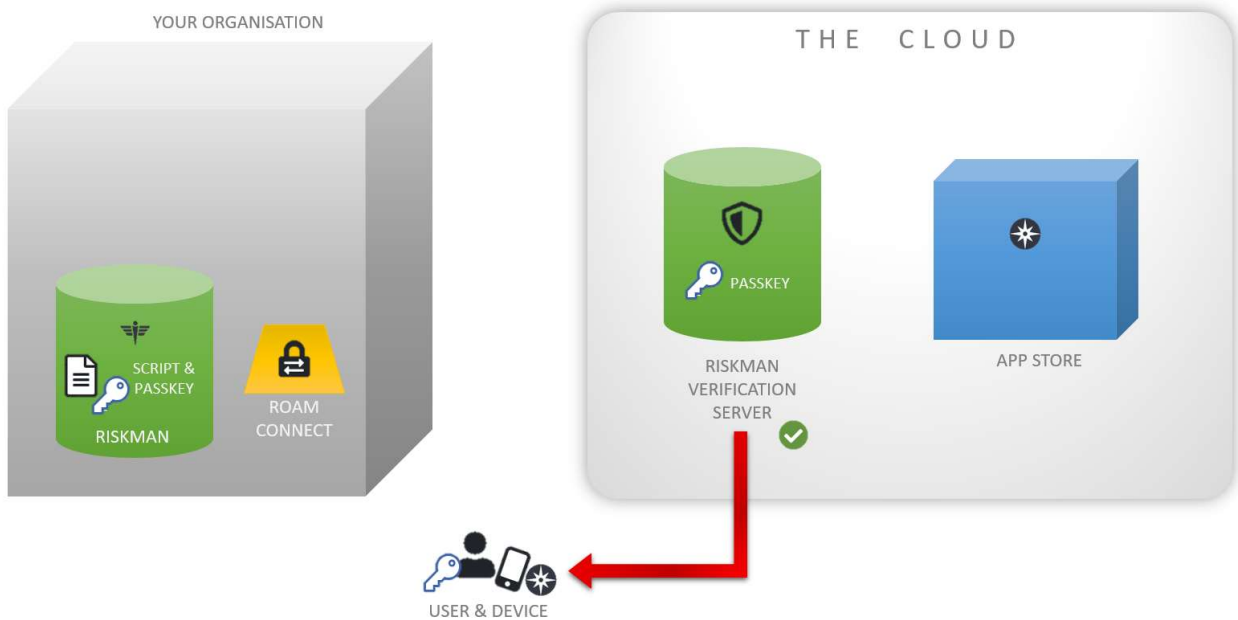 YOUR ORGANISATION
THE CLOUD
SCRIPT &
PASSKEY
RISKMAN
ROAM
CONNECT
PASSKEY
RISKMAN
VERIFICATION
SERVER
APP STORE
USER & DEVICE